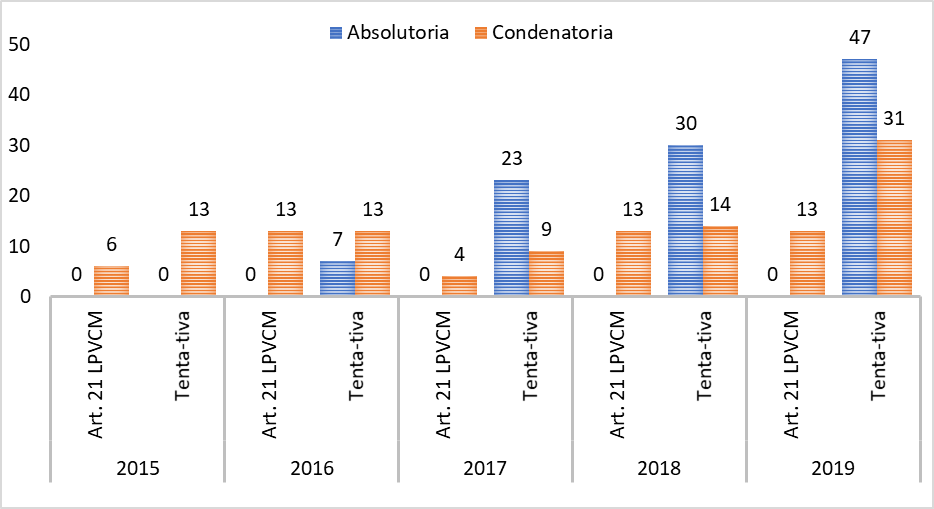 Absolutoria Condenatoria
50
40
30
20
10
0
0 6 0 13 0 13 7 13 0 4 23 9 0 13 30 14 0 13 47 31
Art. 21 LPVCM Tenta-tiva Art. 21 LPVCM Tenta-tiva Art. 21 LPVCM Tenta-tiva Art. 21 LPVCM Tenta-tiva Art. 21 LPVCM Tenta-tiva
2015 2016 2017 2018 2019